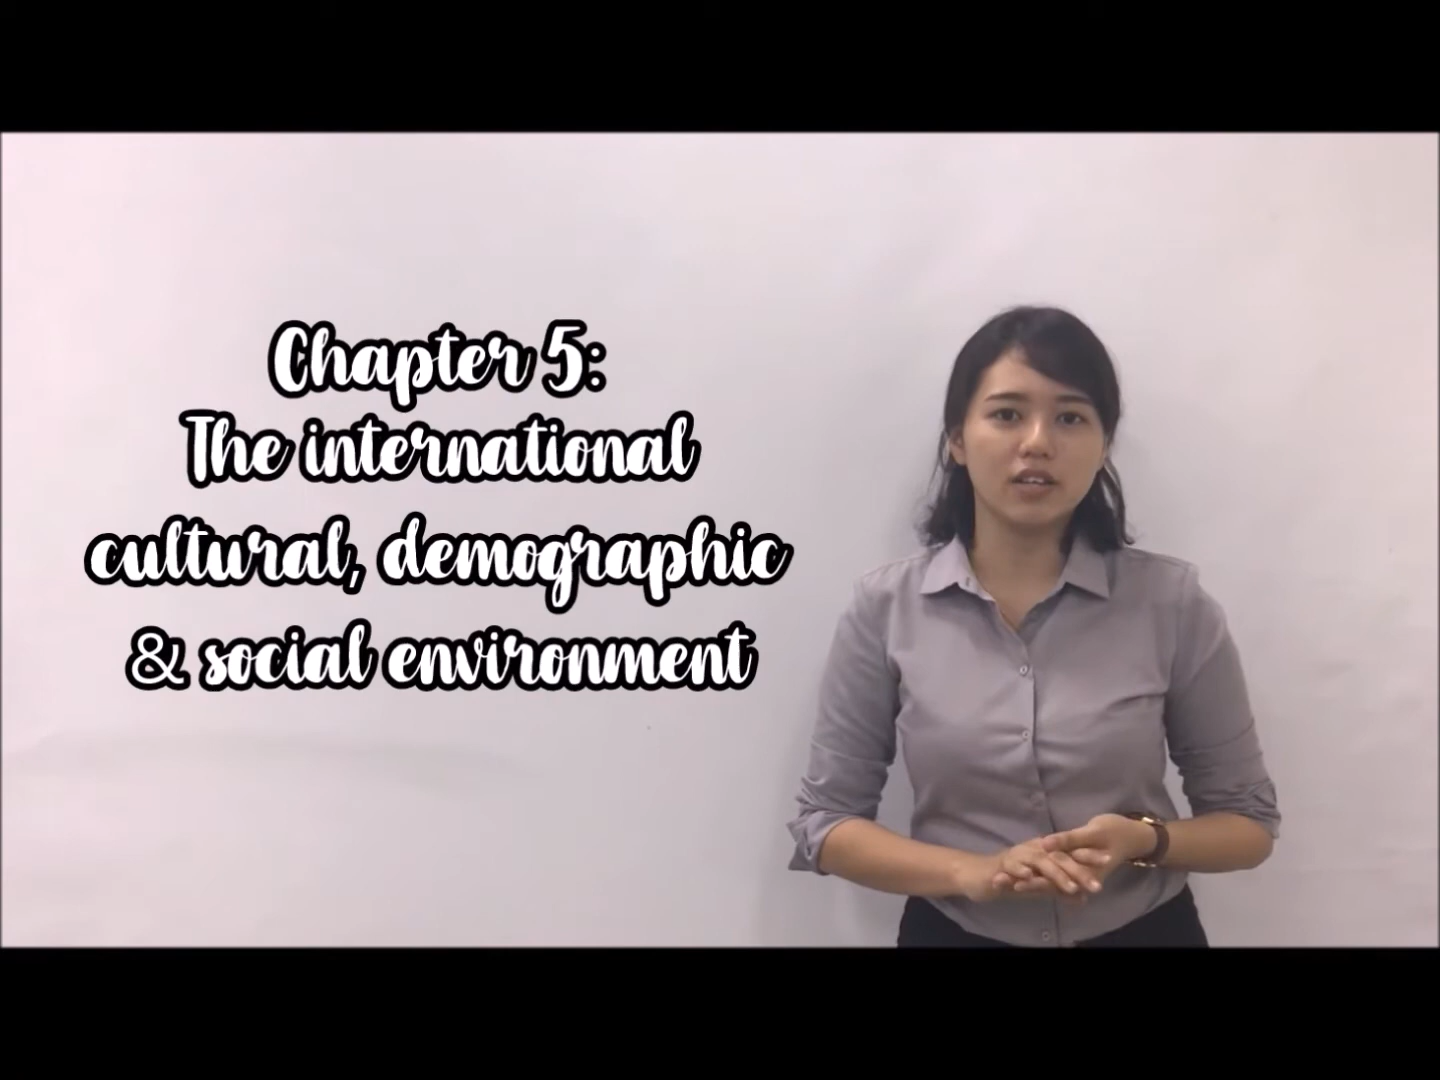 Chapter 5:
The international
cultural, demographic
& social environment